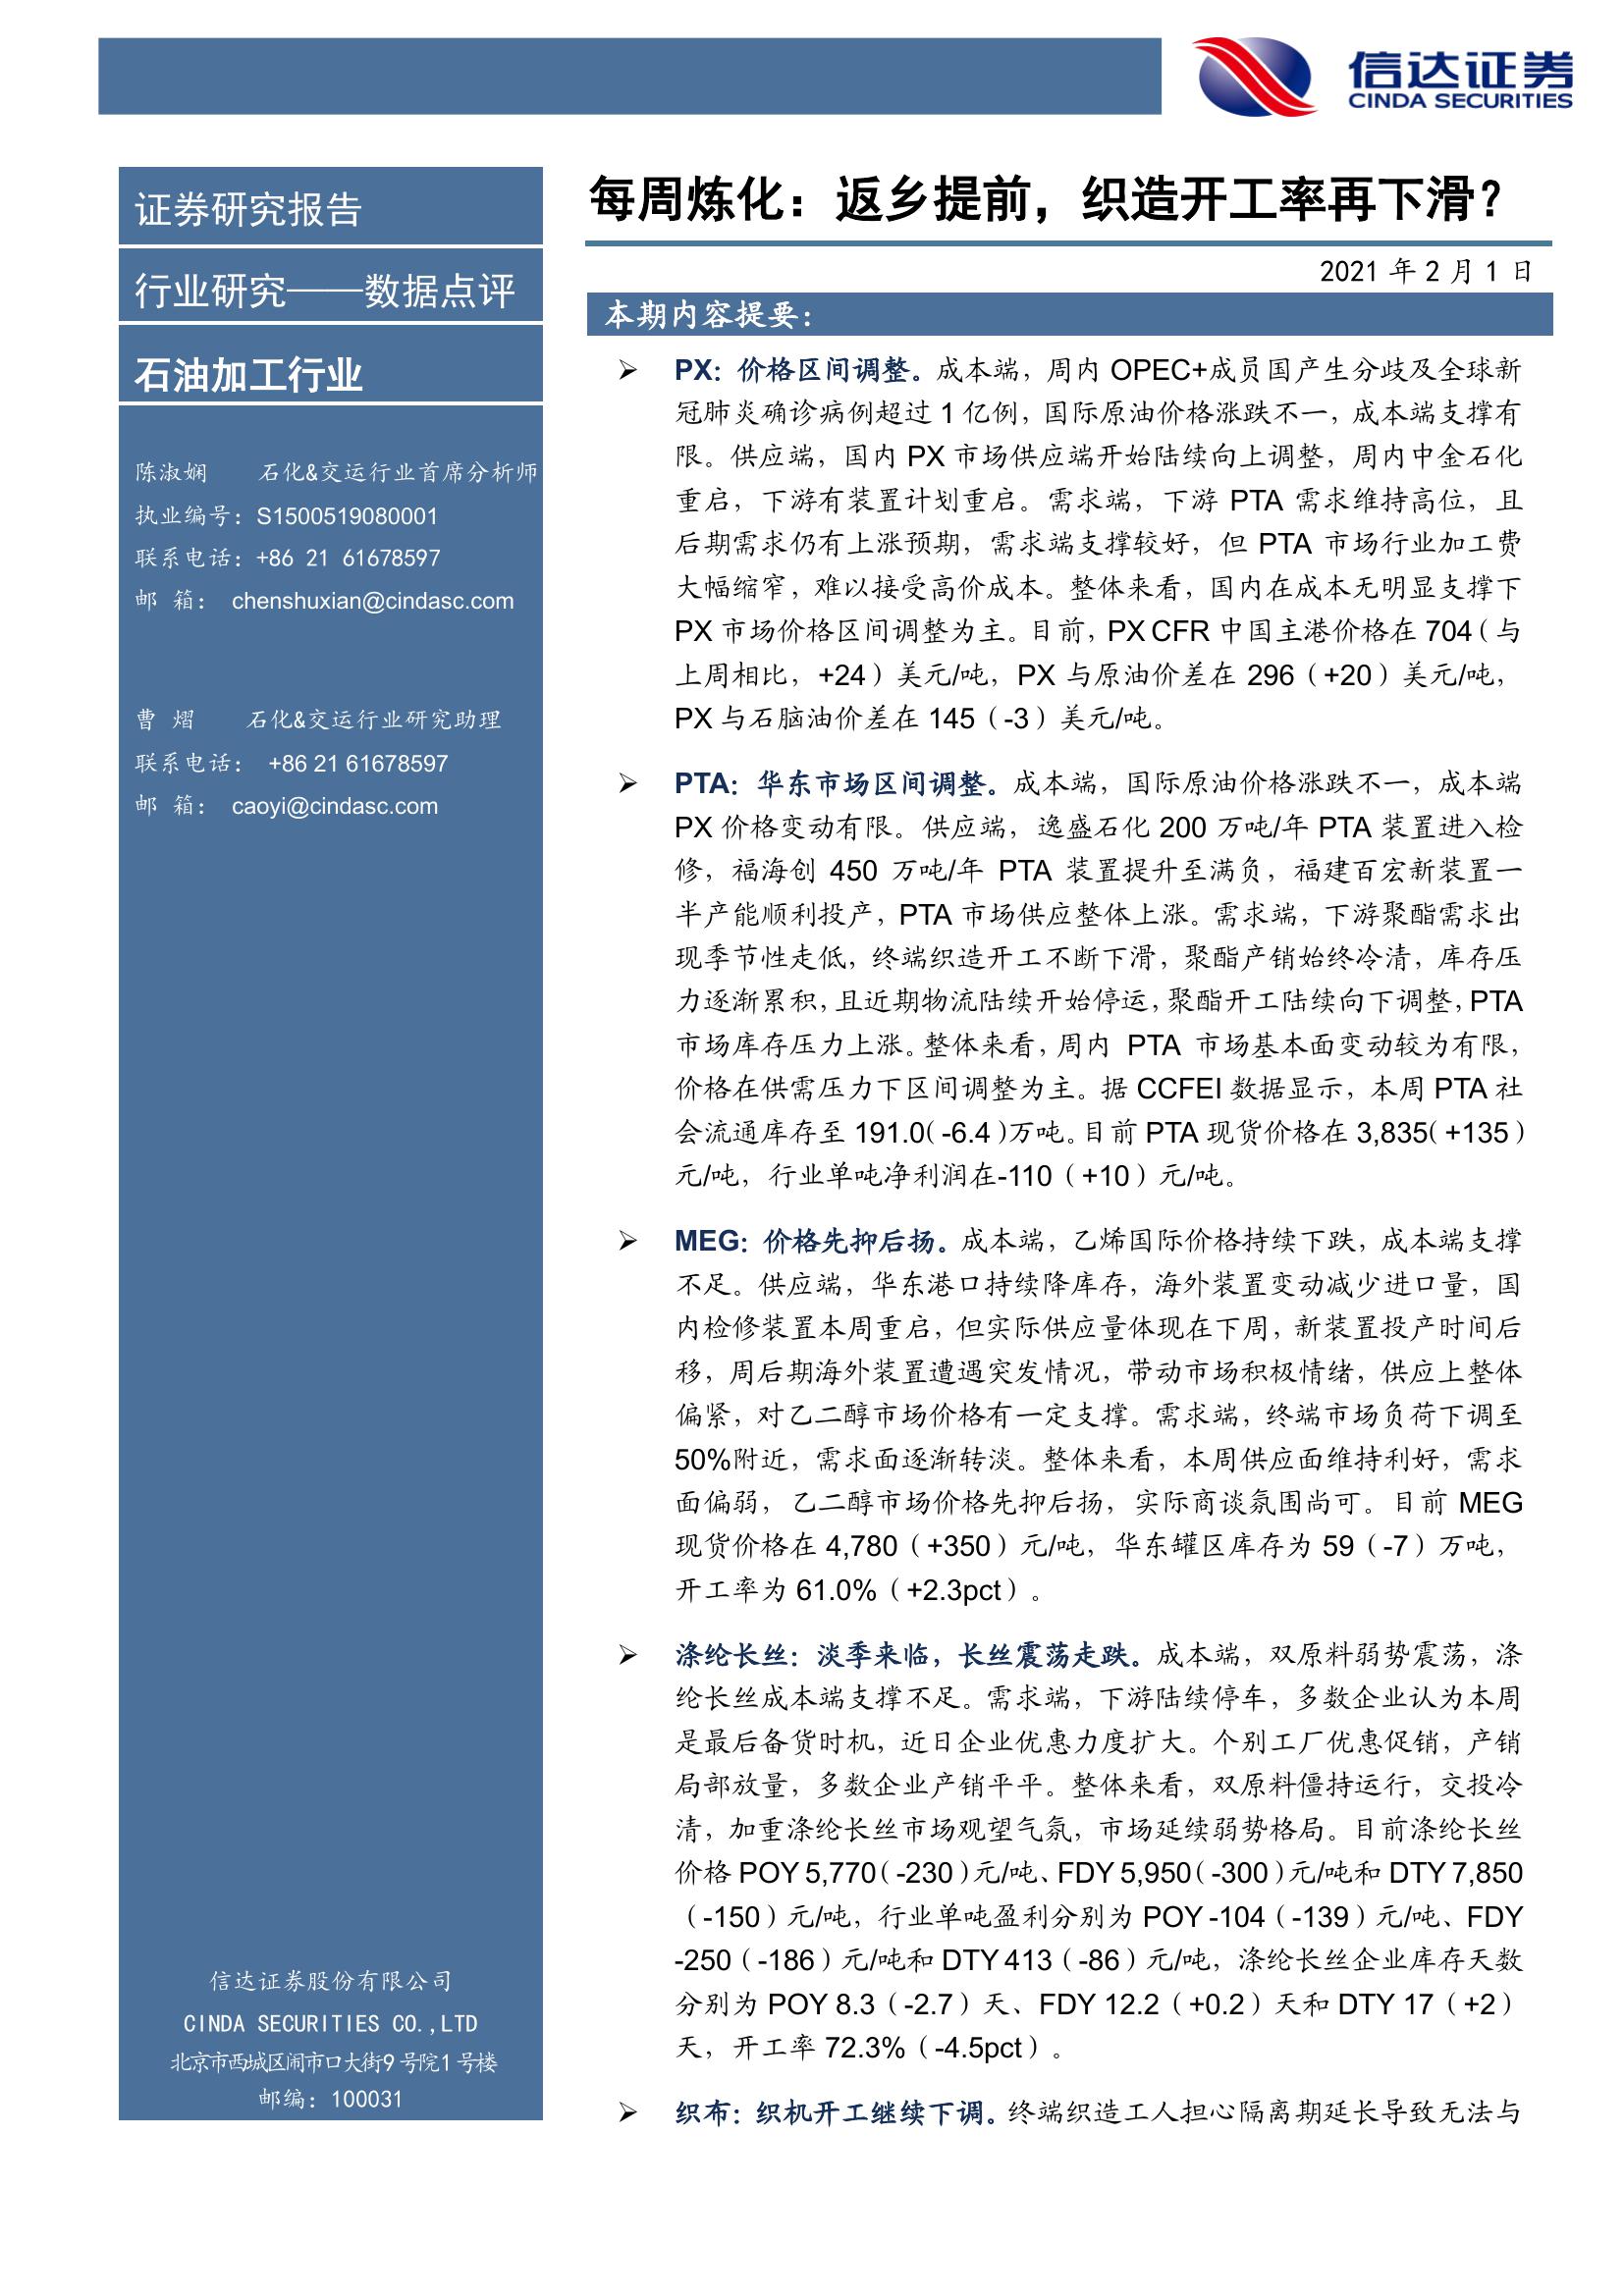 信达证券
CINDA SECURITIES
证券研究报告
行业研究——数据点评
石油加工行业
陈淑娴 石化&交运行业首席分析师
执业编号：S1500519080001
联系电话：+86 21 61678597
邮 箱： chenshuxian@cindasc.com
曹 熠 石化&交运行业研究助理
联系电话： +86 21 61678597
邮 箱： caoyi@cindasc.com
信达证券股份有限公司
CINDA SECURITIES CO.,LTD
北京市西城区闹市口大街9号院1号楼
邮编：100031
每周炼化：返乡提前，织造开工率再下滑？
2021 年 2 月 1 日
本期内容提要：
➢ PX：价格区间调整。成本端，周内 OPEC+成员国产生分歧及全球新
冠肺炎确诊病例超过 1 亿例，国际原油价格涨跌不一，成本端支撑有
限。供应端，国内 PX 市场供应端开始陆续向上调整，周内中金石化
重启，下游有装置计划重启。需求端，下游 PTA 需求维持高位，且
后期需求仍有上涨预期，需求端支撑较好，但 PTA 市场行业加工费
大幅缩窄，难以接受高价成本。整体来看，国内在成本无明显支撑下
PX 市场价格区间调整为主。目前，PX CFR 中国主港价格在 704（与
上周相比，+24）美元/吨，PX 与原油价差在 296（+20）美元/吨，
PX 与石脑油价差在 145（-3）美元/吨。
➢ PTA：华东市场区间调整。成本端，国际原油价格涨跌不一，成本端
PX 价格变动有限。供应端，逸盛石化 200 万吨/年 PTA 装置进入检
修，福海创 450 万吨/年 PTA 装置提升至满负，福建百宏新装置一
半产能顺利投产，PTA 市场供应整体上涨。需求端，下游聚酯需求出
现季节性走低，终端织造开工不断下滑，聚酯产销始终冷清，库存压
力逐渐累积，且近期物流陆续开始停运，聚酯开工陆续向下调整，PTA
市场库存压力上涨。整体来看，周内 PTA 市场基本面变动较为有限，
价格在供需压力下区间调整为主。据 CCFEI 数据显示，本周 PTA 社
会流通库存至 191.0（-6.4）万吨。目前 PTA 现货价格在 3,835（+135）
元/吨，行业单吨净利润在-110（+10）元/吨。
➢ MEG：价格先抑后扬。成本端，乙烯国际价格持续下跌，成本端支撑
不足。供应端，华东港口持续降库存，海外装置变动减少进口量，国
内检修装置本周重启，但实际供应量体现在下周，新装置投产时间后
移，周后期海外装置遭遇突发情况，带动市场积极情绪，供应上整体
偏紧，对乙二醇市场价格有一定支撑。需求端，终端市场负荷下调至
50%附近，需求面逐渐转淡。整体来看，本周供应面维持利好，需求
面偏弱，乙二醇市场价格先抑后扬，实际商谈氛围尚可。目前 MEG
现货价格在 4,780（+350）元/吨，华东罐区库存为 59（-7）万吨，
开工率为 61.0%（+2.3pct）。
➢ 涤纶长丝：淡季来临，长丝震荡走跌。成本端，双原料弱势震荡，涤
纶长丝成本端支撑不足。需求端，下游陆续停车，多数企业认为本周
是最后备货时机，近日企业优惠力度扩大。个别工厂优惠促销，产销
局部放量，多数企业产销平平。整体来看，双原料僵持运行，交投冷
清，加重涤纶长丝市场观望气氛，市场延续弱势格局。目前涤纶长丝
价格 POY 5,770（-230）元/吨、FDY 5,950（-300）元/吨和 DTY 7,850
（-150）元/吨，行业单吨盈利分别为 POY -104（-139）元/吨、FDY
-250（-186）元/吨和 DTY 413（-86）元/吨，涤纶长丝企业库存天数
分别为 POY 8.3（-2.7）天、FDY 12.2（+0.2）天和 DTY 17（+2）
天，开工率 72.3%（-4.5pct）。
➢ 织布：织机开工继续下调。终端织造工人担心隔离期延长导致无法与